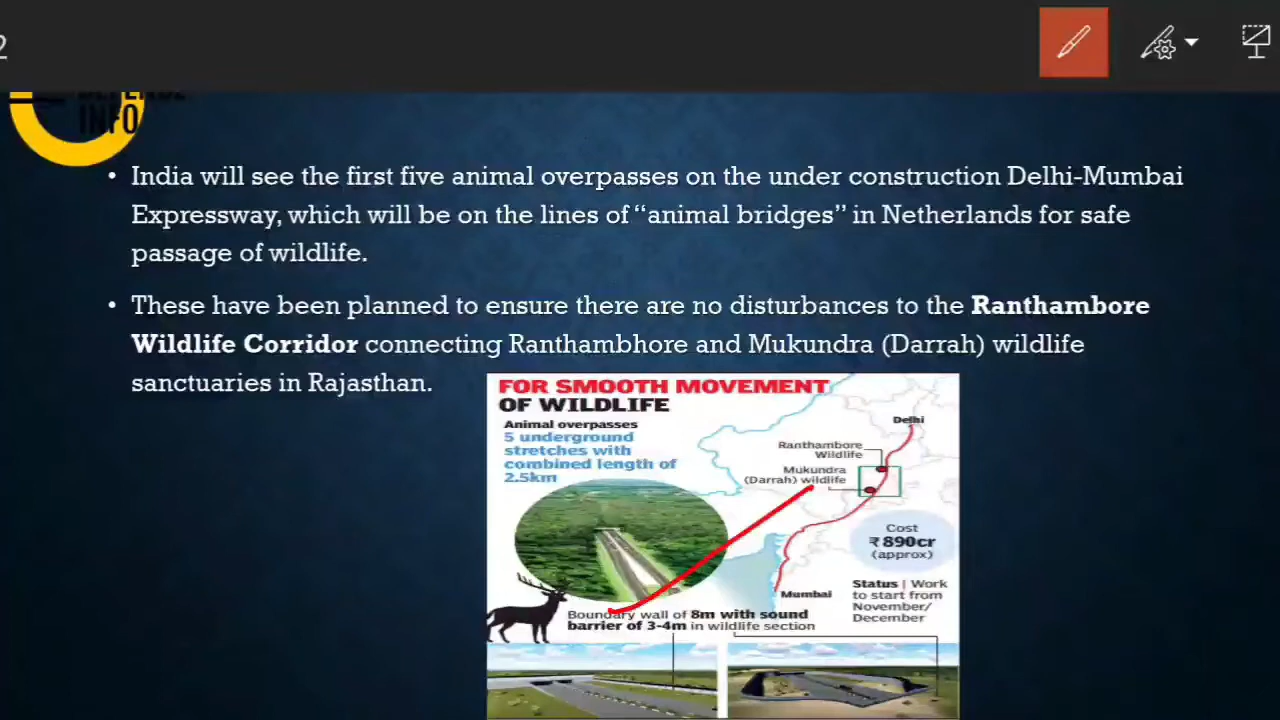 2
INFO
• India will see the first five animal overpasses on the under construction Delhi-Mumbai
Expressway, which will be on the lines of “animal bridges” in Netherlands for safe
passage of wildlife.
• These have been planned to ensure there are no disturbances to the Ranthambore
Wildlife Corridor connecting Ranthambhore and Mukundra (Darrah) wildlife
sanctuaries in Rajasthan.
FOR SMOOTH MOVEMENT
OF WILDLIFE
Animal overpasses
5 underground
stretches with
combined length of
2.5km
Delhi
Ranthambore
Wildlife
Mukundra
(Darrah) wildlife
Cost
₹890cr
(approx)
Mumbai
Status | Work
to start from
November/
December
Boundary wall of 8m with sound
barrier of 3-4m in wildlife section